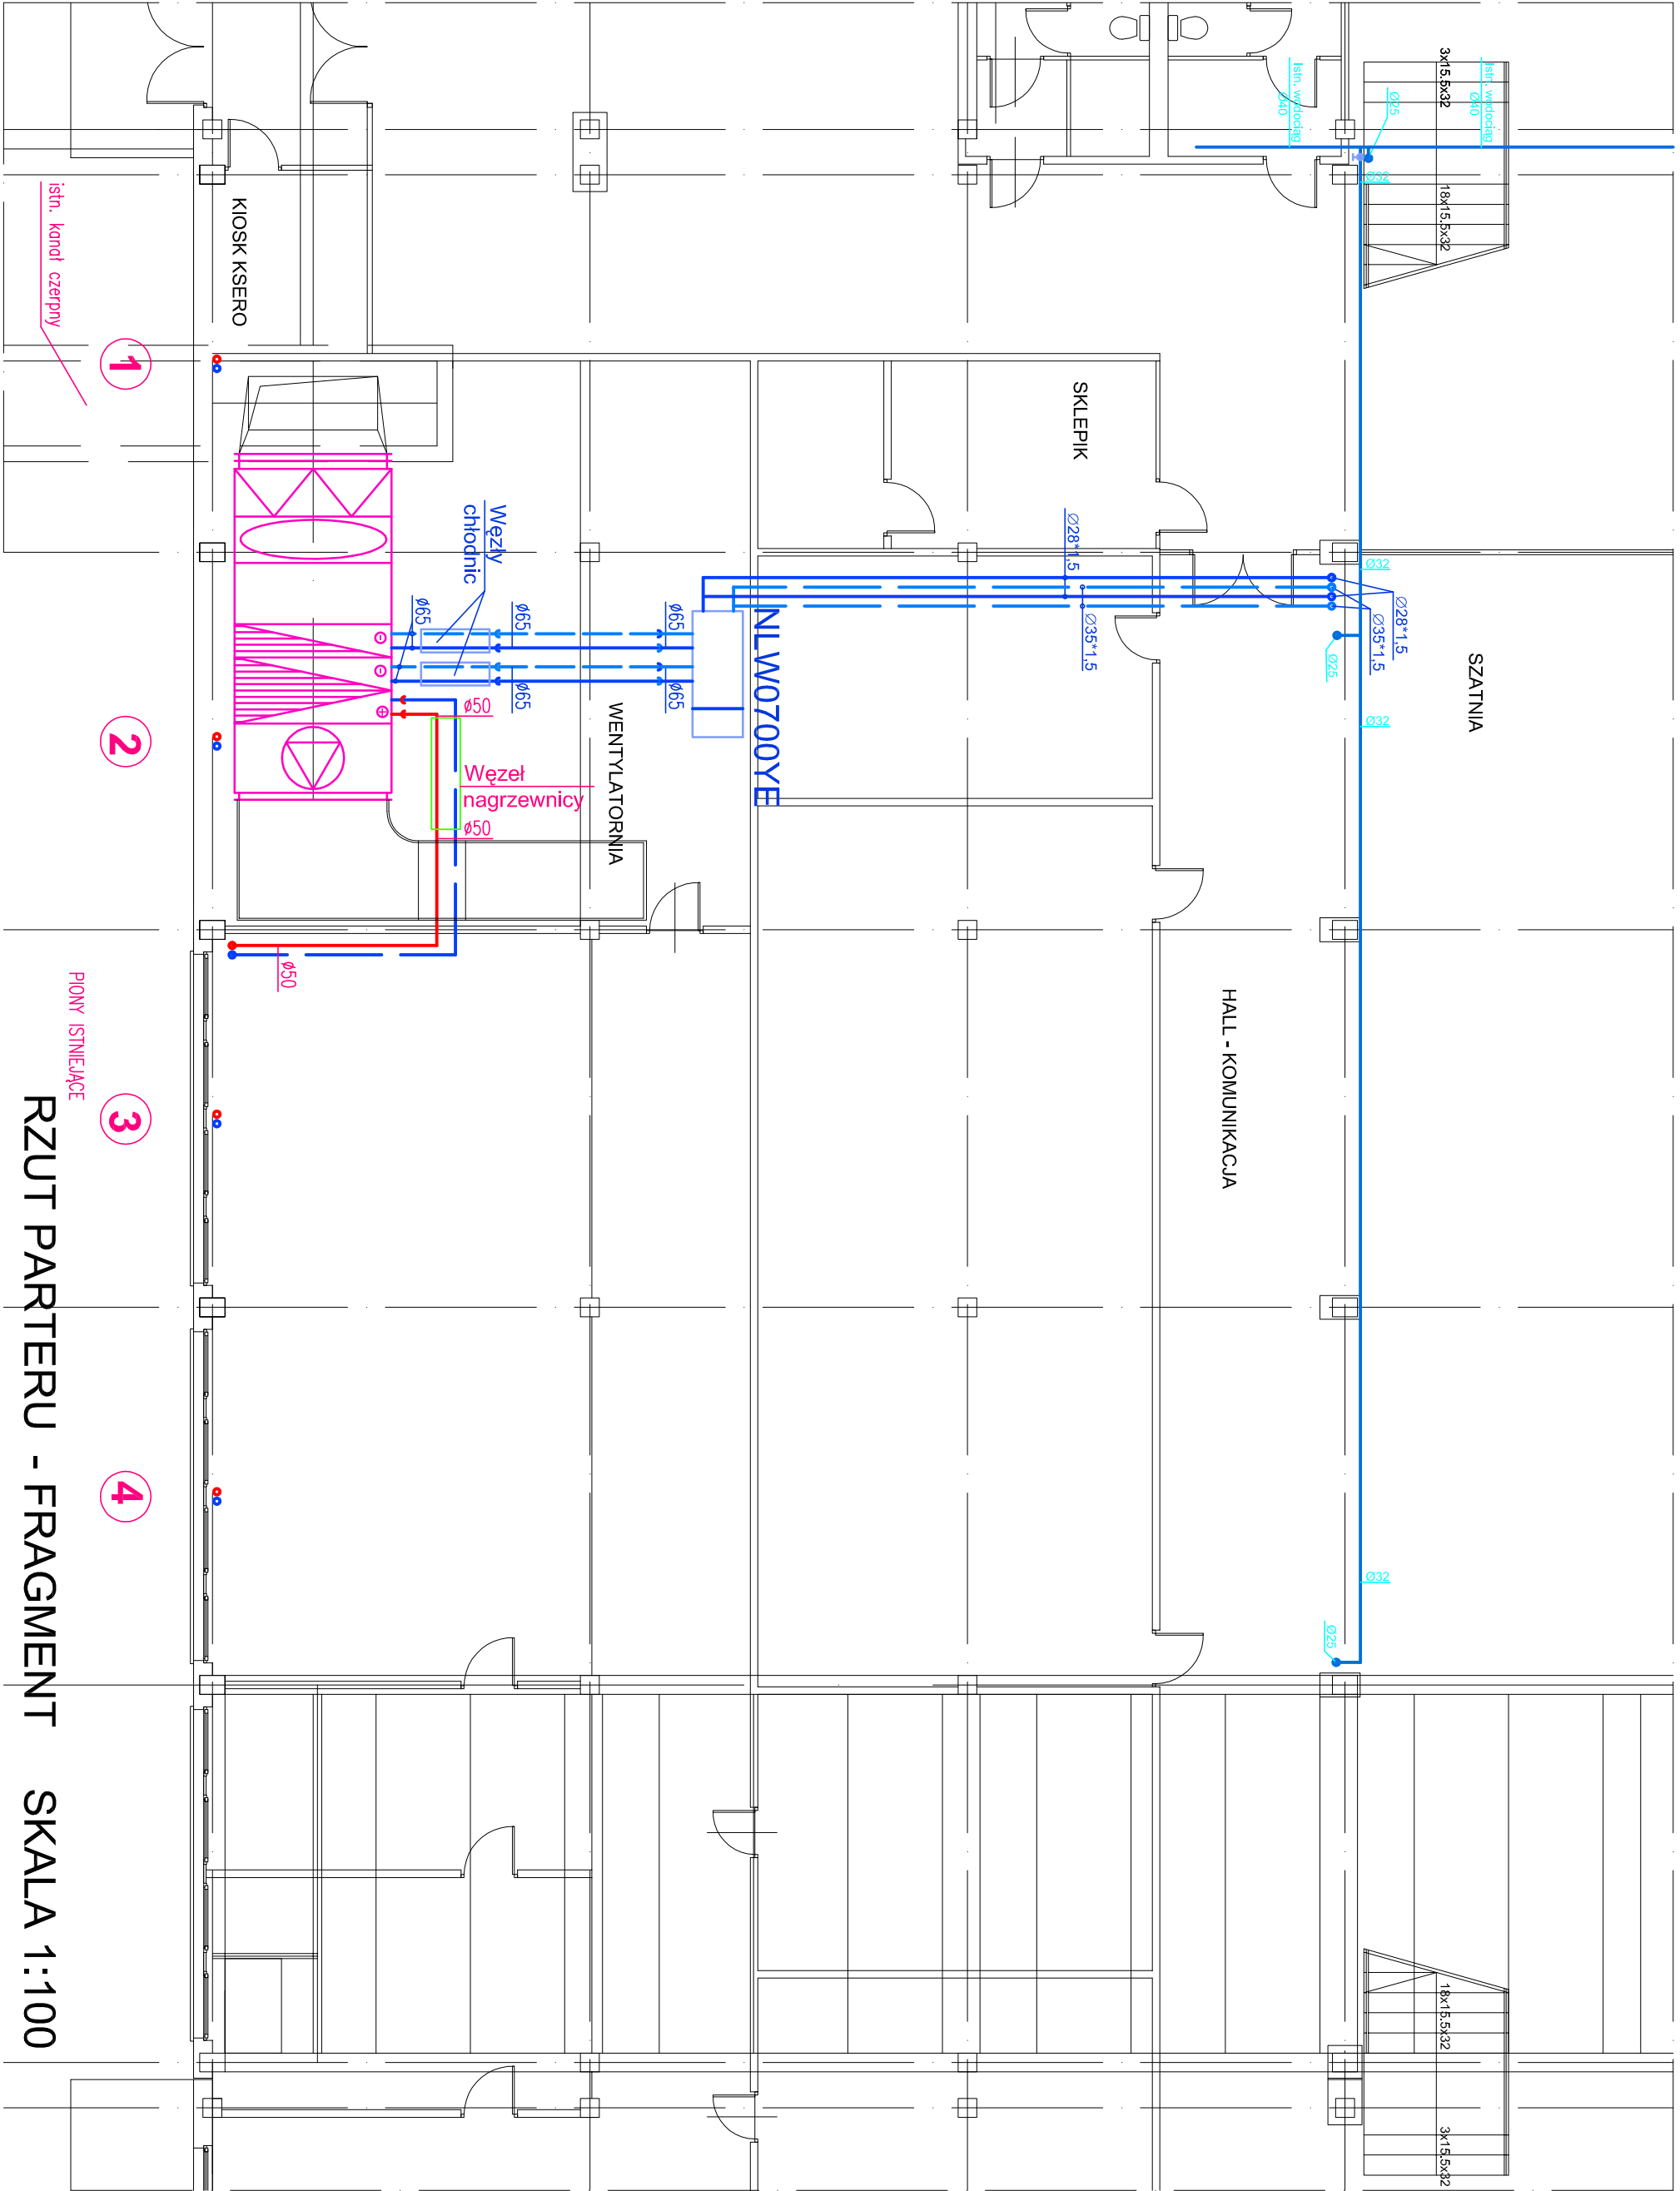 3x15.5x32
Istn. wodociąg
Ø40
Ø25
Istn. wodociąg
Ø40
Ø32
18x15.5x32
KIOSK KSERO
istn. kanał czerpny
1
SKLEPIK
SZATNIA
Węzły
chłodnic
Ø28*1,5
Ø35*1,5
Ø32
Ø28*1,5
Ø35*1,5
Ø25
Ø32
ø65
ø65
ø65
ø65
ø65
NLW0700YE
WENTYLATORNIA
ø50
Węzeł
nagrzewnicy
ø50
2
ø50
PIONY ISTNIEJĄCE
HALL - KOMUNIKACJA
3
4
Ø32
Ø25
18x15.5x32
3x15.5x32
RZUT PARTERU - FRAGMENT SKALA 1:100